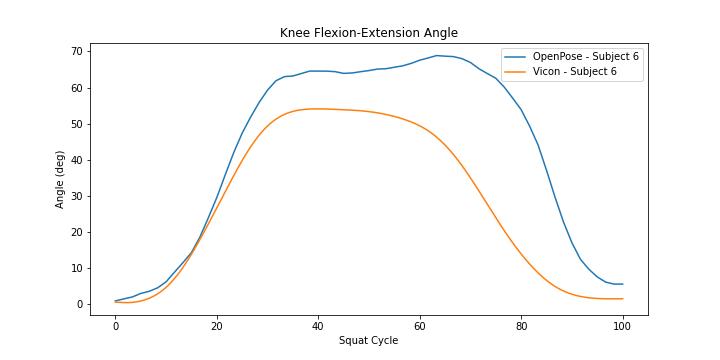 Knee Flexion-Extension Angle
OpenPose - Subject 6
Vicon - Subject 6
Angle (deg)
70
60
50
40
30
20
10
0
0 20 40 60 80 100
Squat Cycle